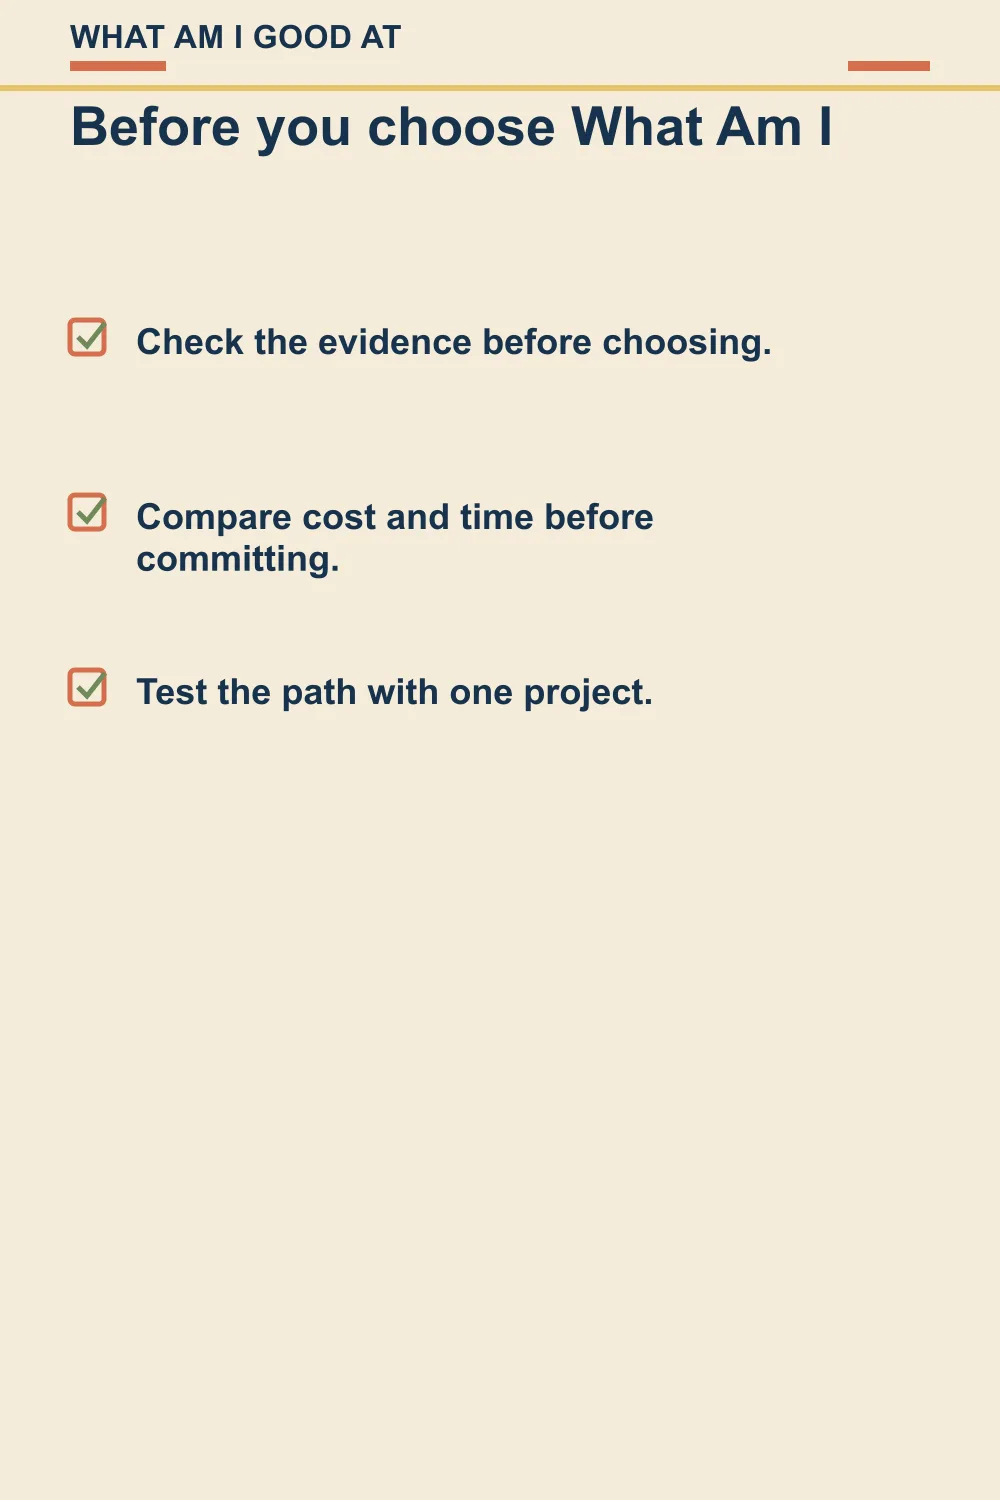 WHAT AM I GOOD AT
Before you choose What Am I
Check the evidence before choosing.
Compare cost and time before
committing.
Test the path with one project.